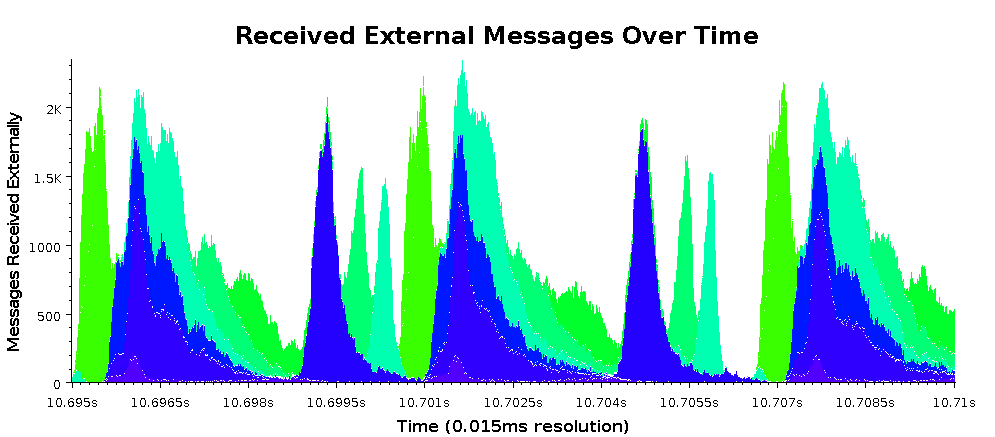 Received External Messages Over Time
Messages Received Externally
2K
1.5K
1000
500
0
10.695s 10.6965s 10.698s 10.6995s 10.701s 10.7025s 10.704s 10.7055s 10.707s 10.7085s 10.71s
Time (0.015ms resolution)